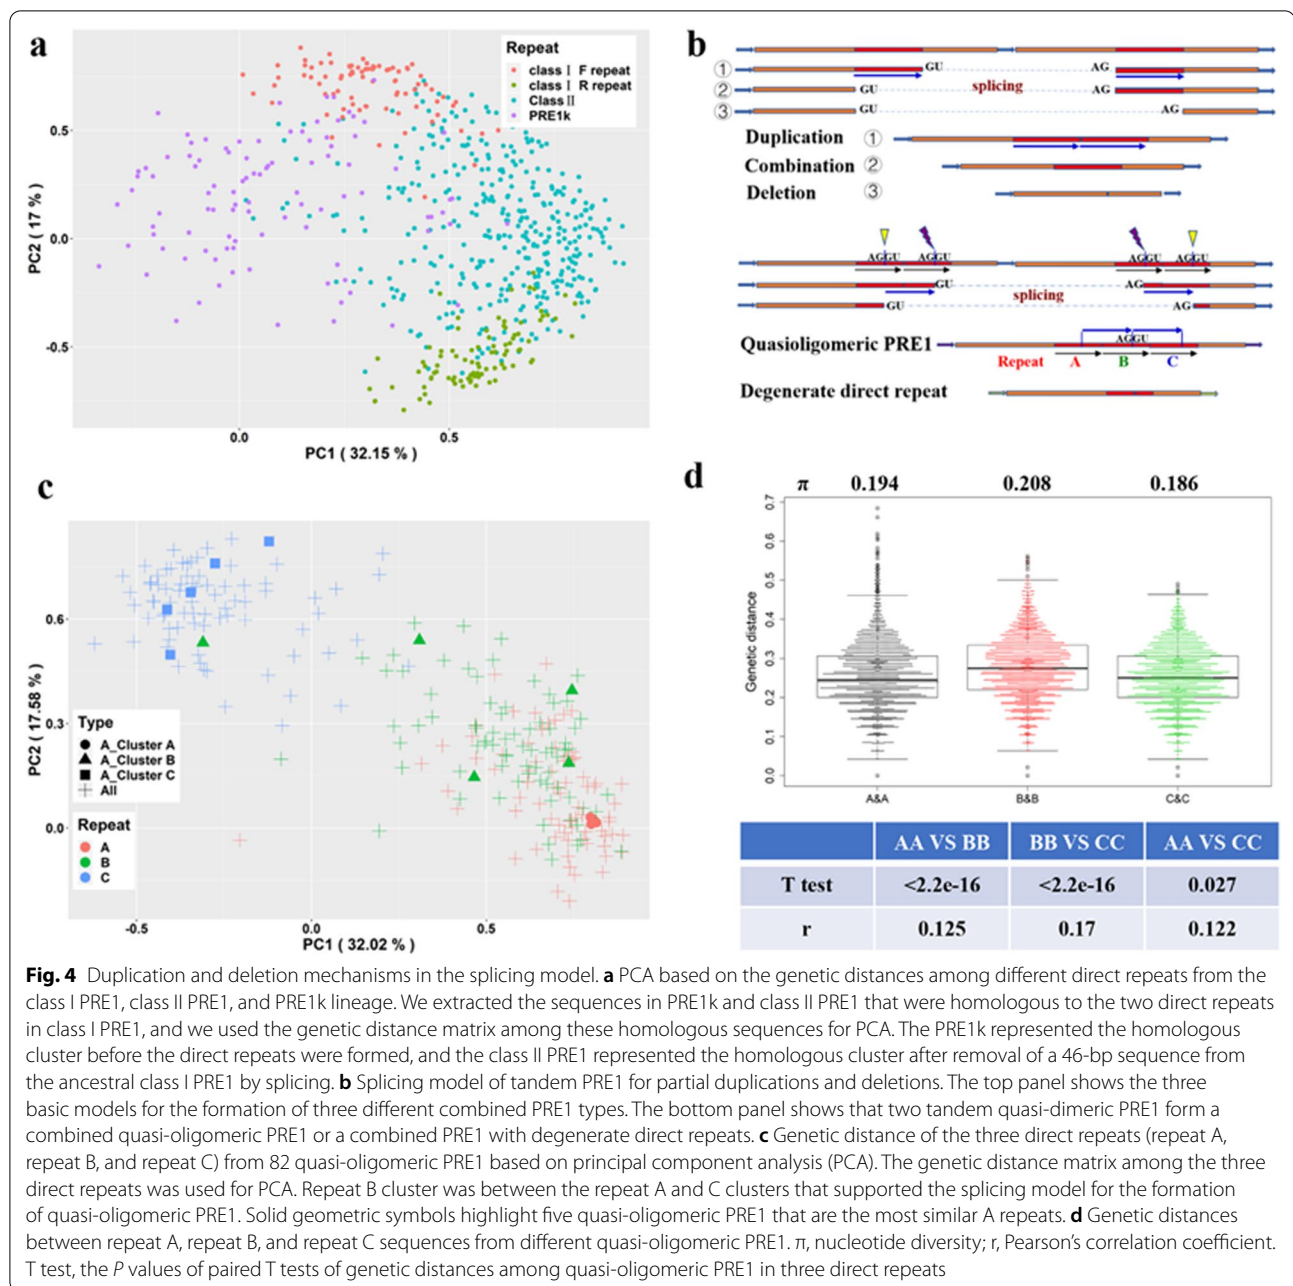 a
Repeat
class Ⅰ F repeat
class Ⅰ R repeat
Class Ⅱ
PRE1k
0.5
0.0
-0.5
PC2 ( 17 % )
0.0 0.5
PC1 ( 32.15 % )
b
① GU AG
② GU splicing AG
③ GU AG
Duplication ①
Combination ②
Deletion ③
AGGU AGGU AGGU AGGU
GU AG
splicing
GU AG
Quasioligomeric PRE1 AGGU
Repeat A B C
Degenerate direct repeat
c
0.6
0.3
0.0
PC2 ( 17.58 % )
Type
A_Cluster A
A_Cluster B
A_Cluster C
All
Repeat
A
B
C
-0.5 0.0 0.5
PC1 ( 32.02 % )
d
π 0.194 0.208 0.186
0.7
0.6
0.5
0.4
0.3
0.2
0.1
0.0
Genetic distance
A&A B&B C&C
AA VS BB BB VS CC AA VS CC
T test <2.2e-16 <2.2e-16 0.027
r 0.125 0.17 0.122
Fig. 4 Duplication and deletion mechanisms in the splicing model. a PCA based on the genetic distances among different direct repeats from the
class I PRE1, class II PRE1, and PRE1k lineage. We extracted the sequences in PRE1k and class II PRE1 that were homologous to the two direct repeats
in class I PRE1, and we used the genetic distance matrix among these homologous sequences for PCA. The PRE1k represented the homologous
cluster before the direct repeats were formed, and the class II PRE1 represented the homologous cluster after removal of a 46-bp sequence from
the ancestral class I PRE1 by splicing. b Splicing model of tandem PRE1 for partial duplications and deletions. The top panel shows the three
basic models for the formation of three different combined PRE1 types. The bottom panel shows that two tandem quasi-dimeric PRE1 form a
combined quasi-oligomeric PRE1 or a combined PRE1 with degenerate direct repeats. c Genetic distance of the three direct repeats (repeat A,
repeat B, and repeat C) from 82 quasi-oligomeric PRE1 based on principal component analysis (PCA). The genetic distance matrix among the three
direct repeats was used for PCA. Repeat B cluster was between the repeat A and C clusters that supported the splicing model for the formation
of quasi-oligomeric PRE1. Solid geometric symbols highlight five quasi-oligomeric PRE1 that are the most similar A repeats. d Genetic distances
between repeat A, repeat B, and repeat C sequences from different quasi-oligomeric PRE1. π, nucleotide diversity; r, Pearson's correlation coefficient.
T test, the P values of paired T tests of genetic distances among quasi-oligomeric PRE1 in three direct repeats